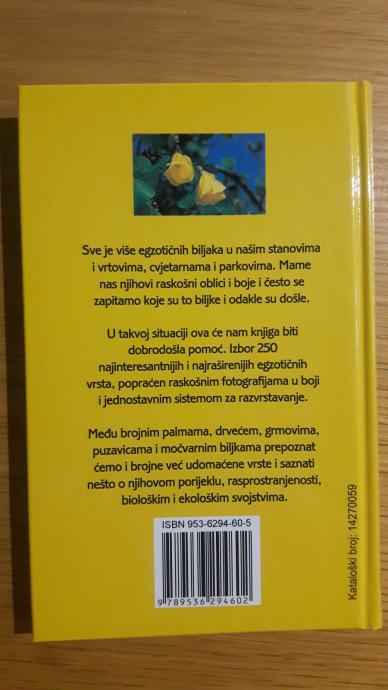 Sve je više egzotičnih biljaka u našim stanovima
i vrtovima, cvjetarnama i parkovima. Mame
nas njihovi raskošni oblici i boje i često se
zapitamo koje su to biljke i odakle su došle.
U takvoj situaciji ova će nam knjiga biti
dobrodošla pomoć. Izbor 250
najinteresantnijih i najraširenijih egzotičnih
vrsta, popraćen raskošnim fotografijama u boji
i jednostavnim sistemom za razvrstavanje.
Među brojnim palmama, drvećem, grmovima,
puzavicama i močvarnim biljkama prepoznat
ćemo i brojne već udomaćene vrste i saznati
nešto o njihovom porijeklu, rasprostranjenosti,
biološkim i ekološkim svojstvima.
ISBN 953-6294-60-5
9 789536 294602
Kataloški broj: 14270059